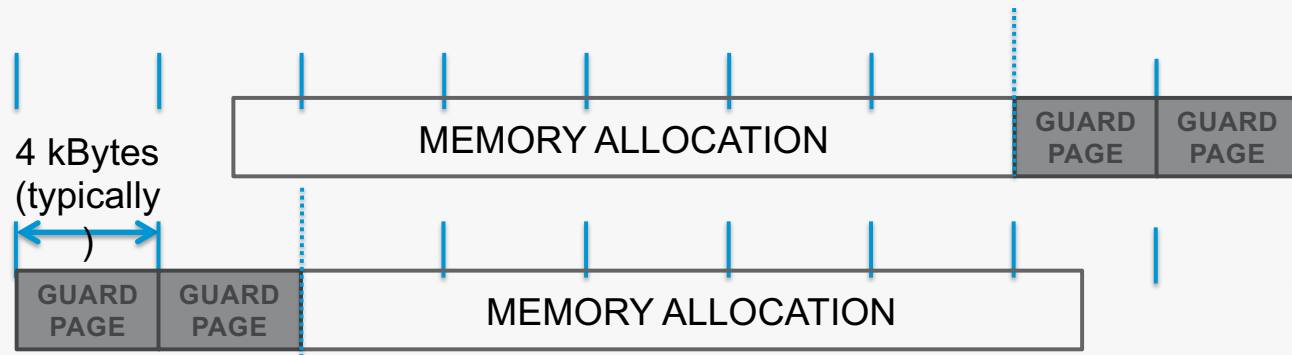 MEMORY ALLOCATION
GUARD
PAGE
GUARD
PAGE
4 kBytes
(typically
)
GUARD
PAGE
GUARD
PAGE
MEMORY ALLOCATION